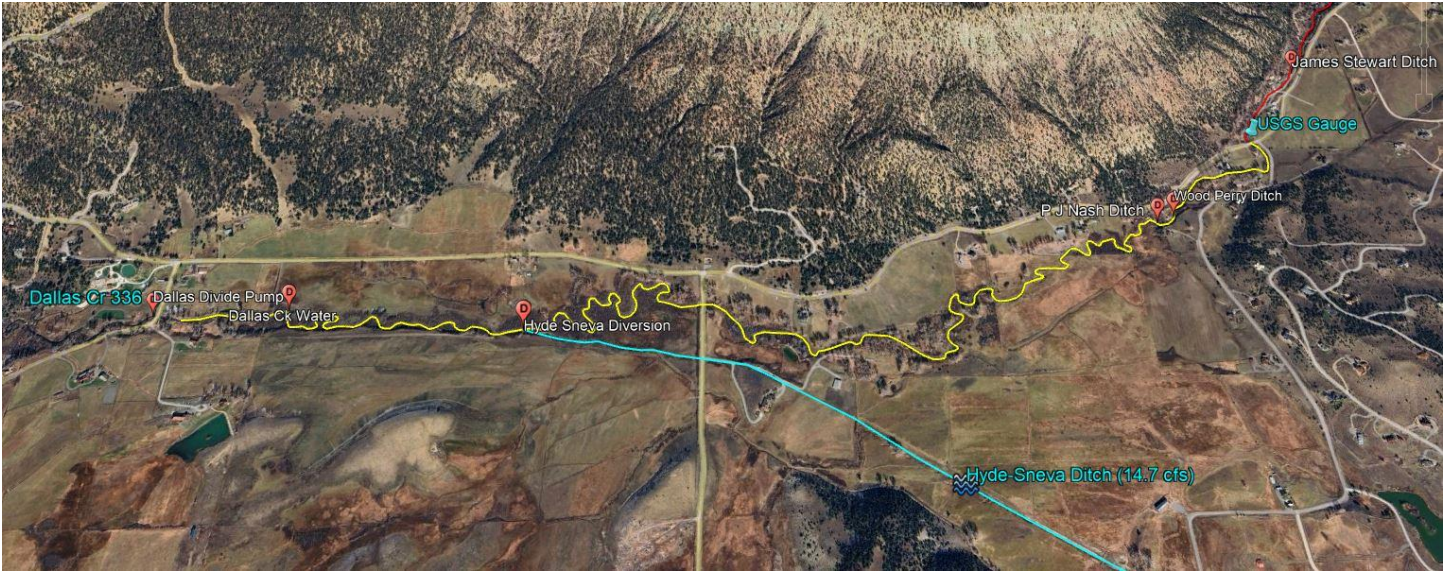 James Stewart Ditch
USGS Gauge
Wood Perry Ditch
P J Nash Ditch
Dallas Cr 336
Dallas Divide Pump
Dallas Ck Water
Hyde Sneva Diversion
Hyde-Sneva Ditch (14.7 cfs)
D
D
D
D
D